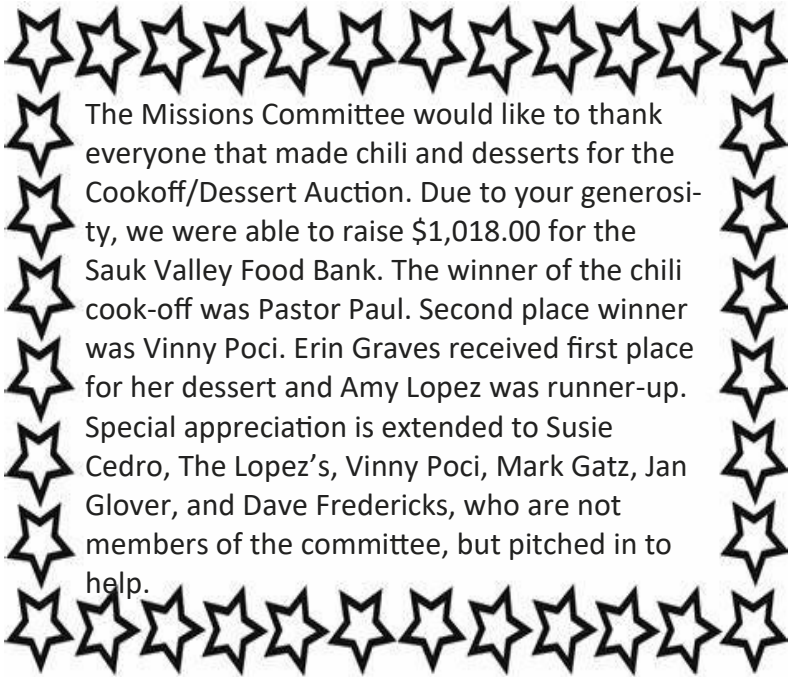 The Missions Committee would like to thank
everyone that made chili and desserts for the
Cookoff/Dessert Auction. Due to your generosi-
ty, we were able to raise $1,018.00 for the
Sauk Valley Food Bank. The winner of the chili
cook-off was Pastor Paul. Second place winner
was Vinny Poci. Erin Graves received first place
for her dessert and Amy Lopez was runner-up.
Special appreciation is extended to Susie
Cedro, The Lopez’s, Vinny Poci, Mark Gatz, Jan
Glover, and Dave Fredericks, who are not
members of the committee, but pitched in to
help.